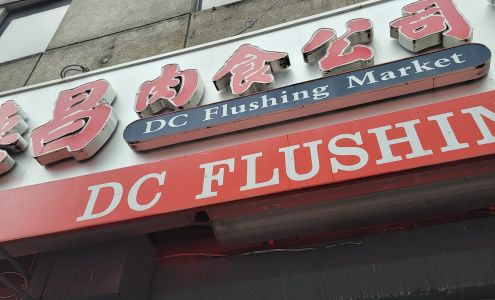 昌肉食公司
DC Flushing Market
DC FLUSHIN